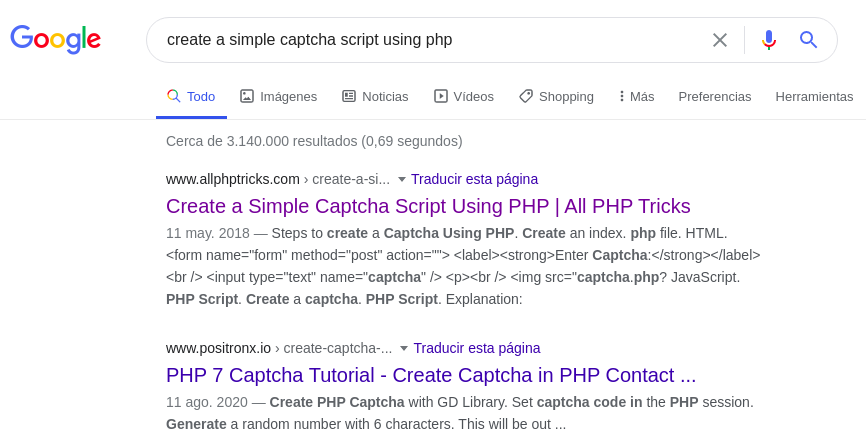 Google
create a simple captcha script using php
Todo Imágenes Noticias Vídeos Shopping Más Preferencias Herramientas
Cerca de 3.140.000 resultados (0,69 segundos)
www.allphptricks.com › create-a-si... Traducir esta página
Create a Simple Captcha Script Using PHP | All PHP Tricks
11 may. 2018 — Steps to create a Captcha Using PHP. Create an index. php file. HTML.
<form name="form" method="post" action=""> <label><strong>Enter Captcha:</strong></label>
<br /> <input type="text" name="captcha" /> <p><br /> <img src="captcha.php? JavaScript.
PHP Script. Create a captcha. PHP Script. Explanation:
www.positronx.io › create-captcha-... Traducir esta página
PHP 7 Captcha Tutorial - Create Captcha in PHP Contact ...
11 ago. 2020 — Create PHP Captcha with GD Library. Set captcha code in the PHP session.
Generate a random number with 6 characters. This will be out ...